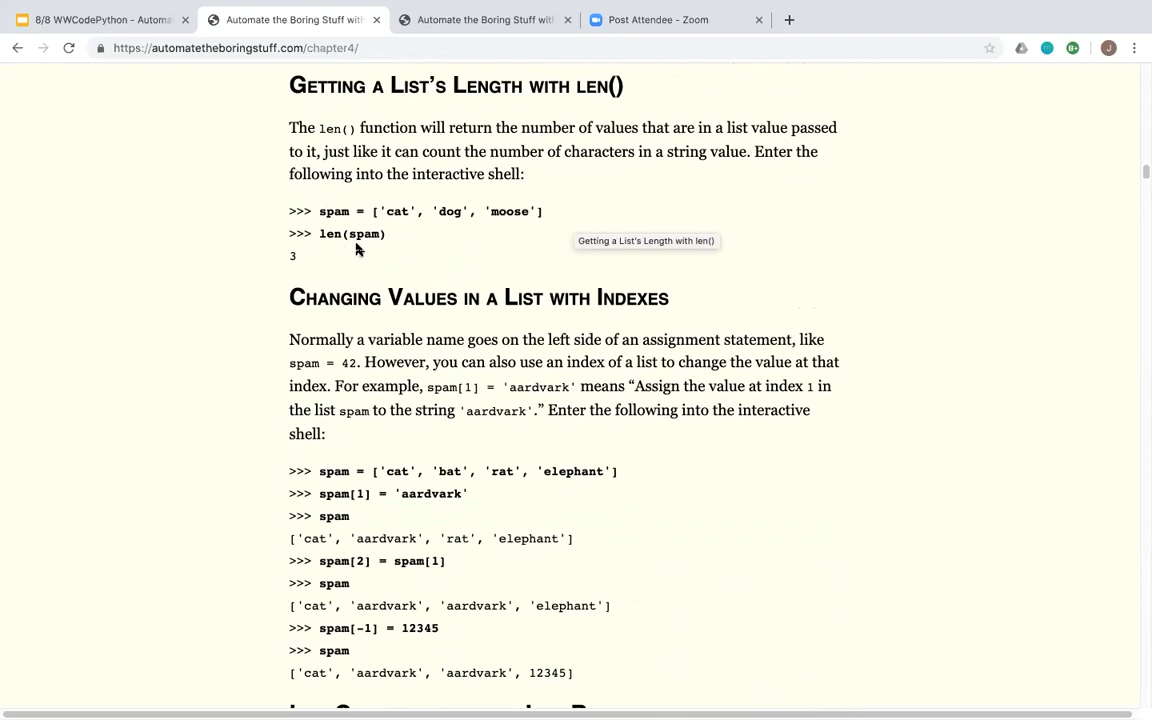 8/8 WWCodePython - Automa
Automate the Boring Stuff with
Automate the Boring Stuff with
Post Attendee - Zoom
https://automatetheboringstuff.com/chapter4/
J
GETTING A LIST'S LENGTH WITH LEN()
The len() function will return the number of values that are in a list value passed
to it, just like it can count the number of characters in a string value. Enter the
following into the interactive shell:
>>> spam = ['cat', 'dog', 'moose']
>>> len(spam)
Getting a List's Length with len()
3
CHANGING VALUES IN A LIST WITH INDEXES
Normally a variable name goes on the left side of an assignment statement, like
spam = 42. However, you can also use an index of a list to change the value at that
index. For example, spam[1] = 'aardvark' means “Assign the value at index 1 in
the list spam to the string 'aardvark'.” Enter the following into the interactive
shell:
>>> spam = ['cat', 'bat', 'rat', 'elephant']
>>> spam[1] = 'aardvark'
>>> spam
['cat', 'aardvark', 'rat', 'elephant']
>>> spam[2] = spam[1]
>>> spam
['cat', 'aardvark', 'aardvark', 'elephant']
>>> spam[-1] = 12345
>>> spam
['cat', 'aardvark', 'aardvark', 12345]